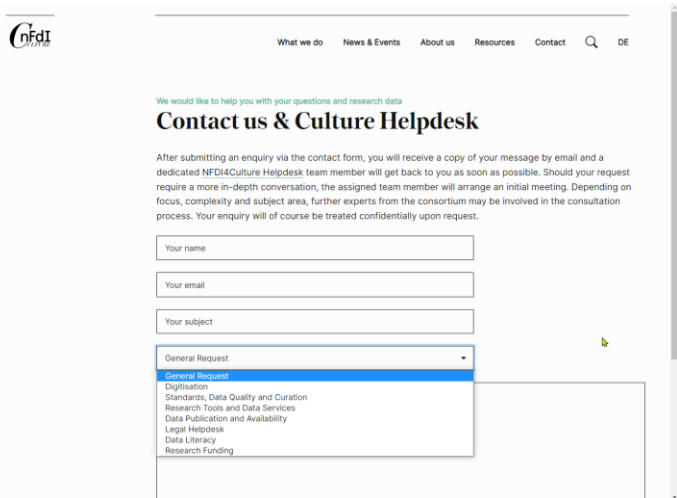 CnFdI
CULTURE
What we do News & Events About us Resources Contact DE
We would like to help you with your questions and research data
Contact us & Culture Helpdesk
After submitting an enquiry via the contact form, you will receive a copy of your message by email and a
dedicated NFDI4Culture Helpdesk team member will get back to you as soon as possible. Should your request
require a more in-depth conversation, the assigned team member will arrange an initial meeting. Depending on
focus, complexity and subject area, further experts from the consortium may be involved in the consultation
process. Your enquiry will of course be treated confidentially upon request.
Your name
Your email
Your subject
General Request
General Request
Digitisation
Standards, Data Quality and Curation
Research Tools and Data Services
Data Publication and Availability
Legal Helpdesk
Data Literacy
Research Funding